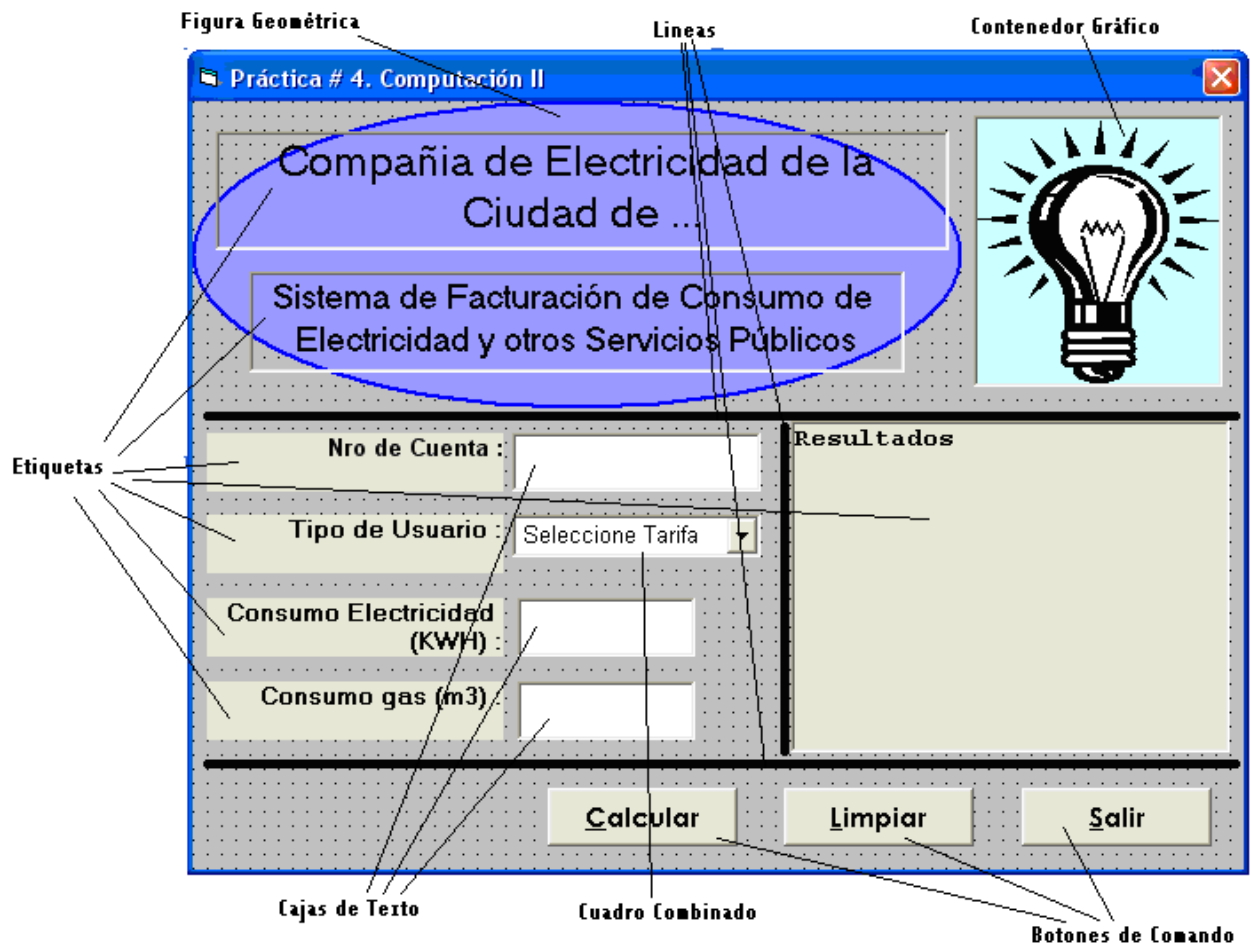 Figura Geométrica
Lineas
Contenedor Gráfico
Práctica # 4. Computación II
Compañia de Electricidad de la
Ciudad de ...
Sistema de Facturación de Consumo de
Electricidad y otros Servicios Públicos
Etiquetas
Nro de Cuenta :
Resultados
Tipo de Usuario :
Seleccione Tarifa
Consumo Electricidad
(KWH) :
Consumo gas (m3) :
Calcular
Limpiar
Salir
Cajas de Texto
Cuadro Combinado
Botones de Comando